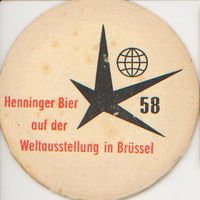 58
Henninger Bier
auf der
Weltausstellung in Brüssel